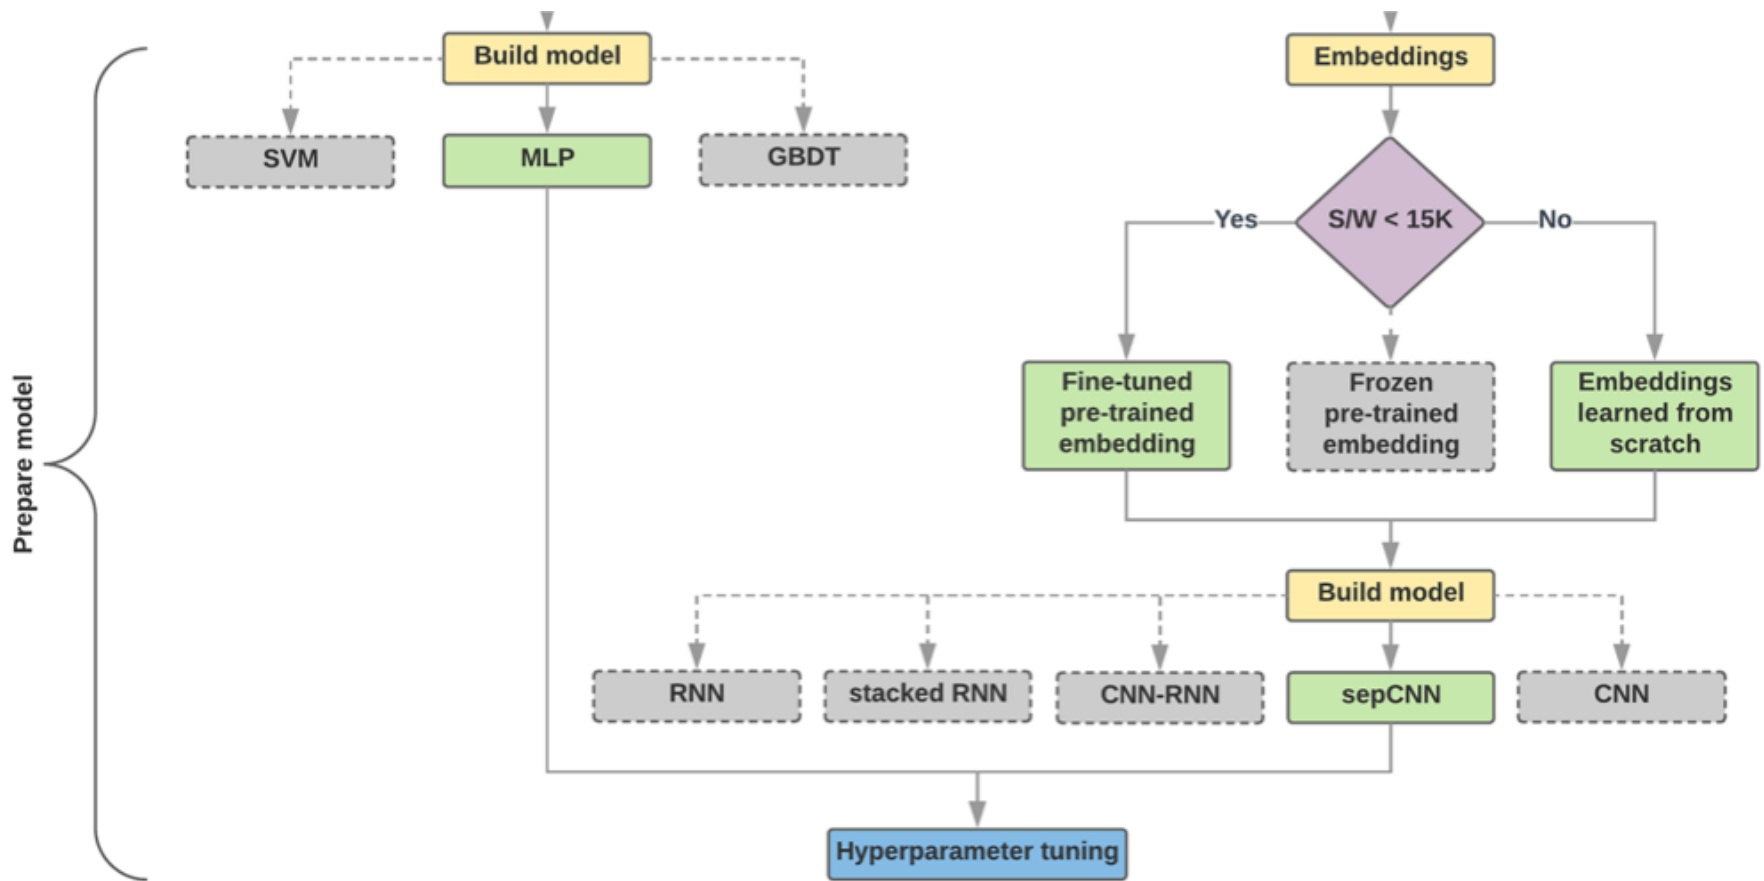 Build model
Embeddings
SVM
MLP
GBDT
Yes
S/W < 15K
No
Fine-tuned
pre-trained
embedding
Frozen
pre-trained
embedding
Embeddings
learned from
scratch
Prepare model
Build model
RNN
stacked RNN
CNN-RNN
sepCNN
CNN
Hyperparameter tuning